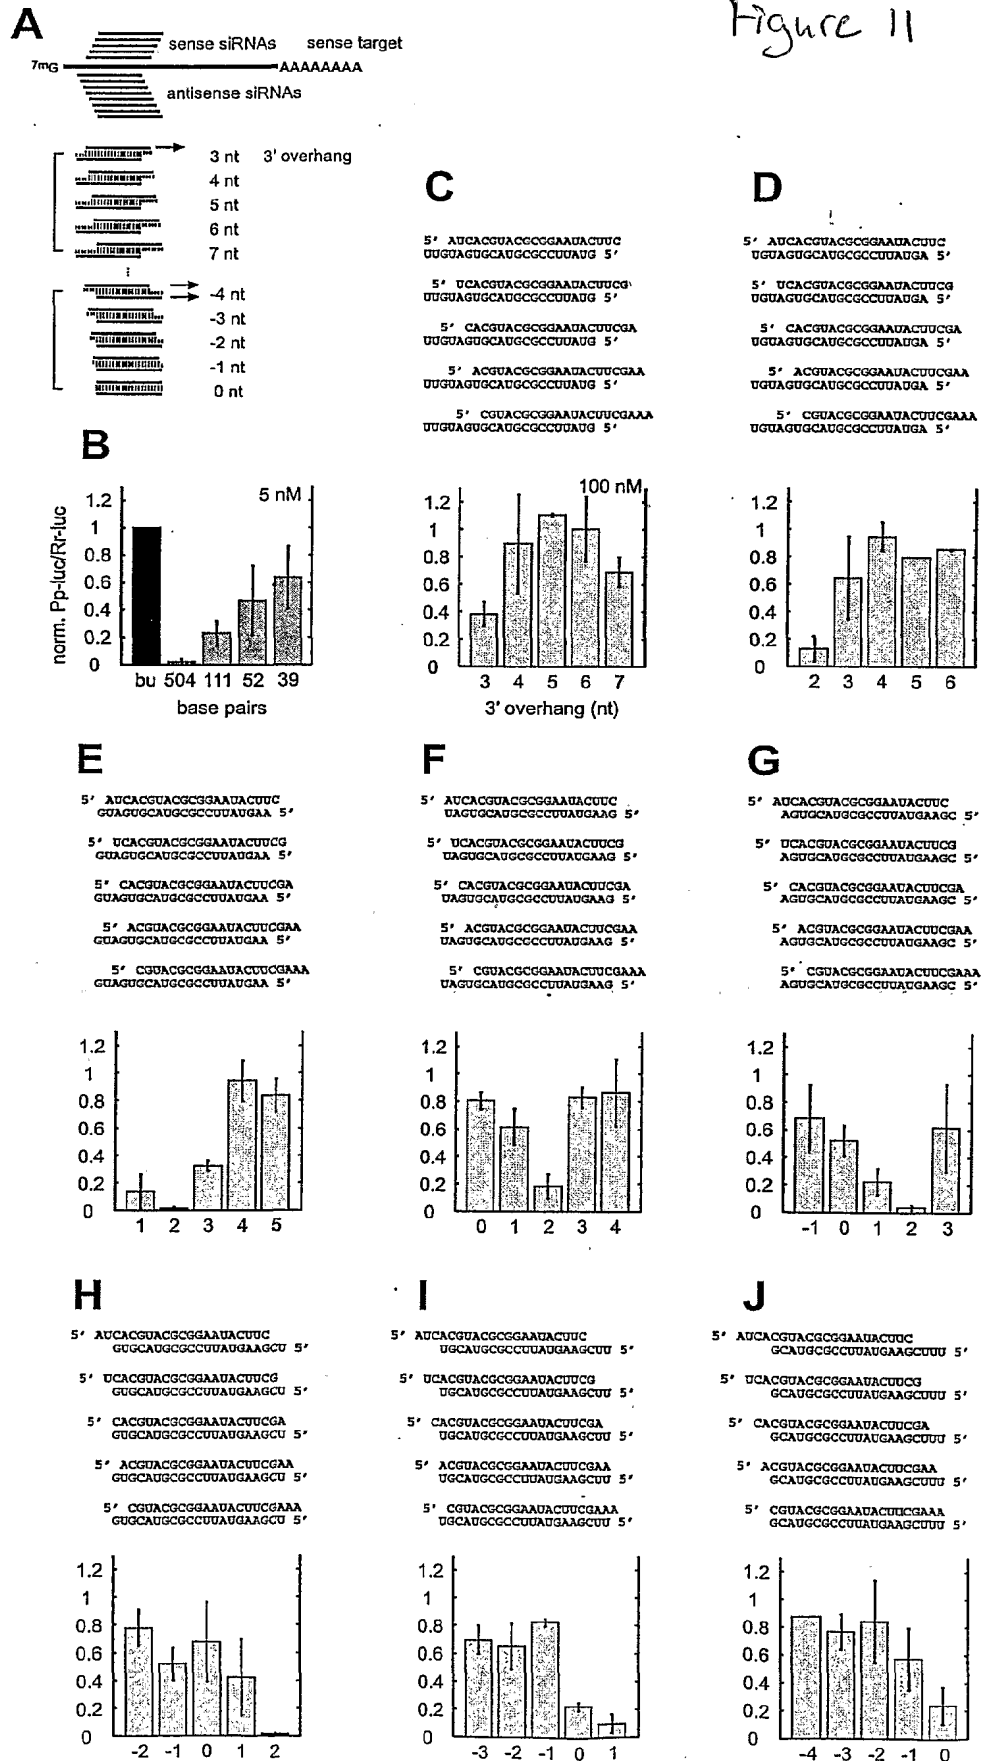 Figure 11
A
sense siRNAs sense target
7mG AAAAAAAA
antisense siRNAs
3 nt 3' overhang
4 nt
5 nt
6 nt
7 nt
-4 nt
-3 nt
-2 nt
-1 nt
0 nt
B
norm. Pp-luc/Rr-luc
5 nM
1.2
1
0.8
0.6
0.4
0.2
0
bu 504 111 52 39
base pairs
C
5' AUCACGUACGCGGAAUACUUC
UUGUAGUGCAUGCGCCUUAUG 5'
5' UCACGUACGCGGAAUACUUCG
UUGUAGUGCAUGCGCCUUAUG 5'
5' CACGUACGCGGAAUACUUCGA
UUGUAGUGCAUGCGCCUUAUG 5'
5' ACGUACGCGGAAUACUUCGAA
UUGUAGUGCAUGCGCCUUAUG 5'
5' CGUACGCGGAAUACUUCGAAA
UUGUAGUGCAUGCGCCUUAUG 5'
100 nM
1.2
1
0.8
0.6
0.4
0.2
0
3 4 5 6 7
3' overhang (nt)
D
5' AUCACGUACGCGGAAUACUUC
UGUAGUGCAUGCGCCUUAUGA 5'
5' UCACGUACGCGGAAUACUUCG
UGUAGUGCAUGCGCCUUAUGA 5'
5' CACGUACGCGGAAUACUUCGA
UGUAGUGCAUGCGCCUUAUGA 5'
5' ACGUACGCGGAAUACUUCGAA
UGUAGUGCAUGCGCCUUAUGA 5'
5' CGUACGCGGAAUACUUCGAAA
UGUAGUGCAUGCGCCUUAUGA 5'
1.2
1
0.8
0.6
0.4
0.2
0
2 3 4 5 6
E
5' AUCACGUACGCGGAAUACUUC
GUAGUGCAUGCGCCUUAUGAA 5'
5' UCACGUACGCGGAAUACUUCG
GUAGUGCAUGCGCCUUAUGAA 5'
5' CACGUACGCGGAAUACUUCGA
GUAGUGCAUGCGCCUUAUGAA 5'
5' ACGUACGCGGAAUACUUCGAA
GUAGUGCAUGCGCCUUAUGAA 5'
5' CGUACGCGGAAUACUUCGAAA
GUAGUGCAUGCGCCUUAUGAA 5'
1.2
1
0.8
0.6
0.4
0.2
0
1 2 3 4 5
F
5' AUCACGUACGCGGAAUACUUC
UAGUGCAUGCGCCUUAUGAAG 5'
5' UCACGUACGCGGAAUACUUCG
UAGUGCAUGCGCCUUAUGAAG 5'
5' CACGUACGCGGAAUACUUCGA
UAGUGCAUGCGCCUUAUGAAG 5'
5' ACGUACGCGGAAUACUUCGAA
UAGUGCAUGCGCCUUAUGAAG 5'
5' CGUACGCGGAAUACUUCGAAA
UAGUGCAUGCGCCUUAUGAAG 5'
1.2
1
0.8
0.6
0.4
0.2
0
0 1 2 3 4
G
5' AUCACGUACGCGGAAUACUUC
AGUGCAUGCGCCUUAUGAAGC 5'
5' UCACGUACGCGGAAUACUUCG
AGUGCAUGCGCCUUAUGAAGC 5'
5' CACGUACGCGGAAUACUUCGA
AGUGCAUGCGCCUUAUGAAGC 5'
5' ACGUACGCGGAAUACUUCGAA
AGUGCAUGCGCCUUAUGAAGC 5'
5' CGUACGCGGAAUACUUCGAAA
AGUGCAUGCGCCUUAUGAAGC 5'
1.2
1
0.8
0.6
0.4
0.2
0
-1 0 1 2 3
H
5' AUCACGUACGCGGAAUACUUC
GUGCAUGCGCCUUAUGAAGCU 5'
5' UCACGUACGCGGAAUACUUCG
GUGCAUGCGCCUUAUGAAGCU 5'
5' CACGUACGCGGAAUACUUCGA
GUGCAUGCGCCUUAUGAAGCU 5'
5' ACGUACGCGGAAUACUUCGAA
GUGCAUGCGCCUUAUGAAGCU 5'
5' CGUACGCGGAAUACUUCGAAA
GUGCAUGCGCCUUAUGAAGCU 5'
1.2
1
0.8
0.6
0.4
0.2
0
-2 -1 0 1 2
I
5' AUCACGUACGCGGAAUACUUC
UGCAUGCGCCUUAUGAAGCUU 5'
5' UCACGUACGCGGAAUACUUCG
UGCAUGCGCCUUAUGAAGCUU 5'
5' CACGUACGCGGAAUACUUCGA
UGCAUGCGCCUUAUGAAGCUU 5'
5' ACGUACGCGGAAUACUUCGAA
UGCAUGCGCCUUAUGAAGCUU 5'
5' CGUACGCGGAAUACUUCGAAA
UGCAUGCGCCUUAUGAAGCUU 5'
1.2
1
0.8
0.6
0.4
0.2
0
-3 -2 -1 0 1
J
5' AUCACGUACGCGGAAUACUUC
GCAUGCGCCUUAUGAAGCUUU 5'
5' UCACGUACGCGGAAUACUUCG
GCAUGCGCCUUAUGAAGCUUU 5'
5' CACGUACGCGGAAUACUUCGA
GCAUGCGCCUUAUGAAGCUUU 5'
5' ACGUACGCGGAAUACUUCGAA
GCAUGCGCCUUAUGAAGCUUU 5'
5' CGUACGCGGAAUACUUCGAAA
GCAUGCGCCUUAUGAAGCUUU 5'
1.2
1
0.8
0.6
0.4
0.2
0
-4 -3 -2 -1 0